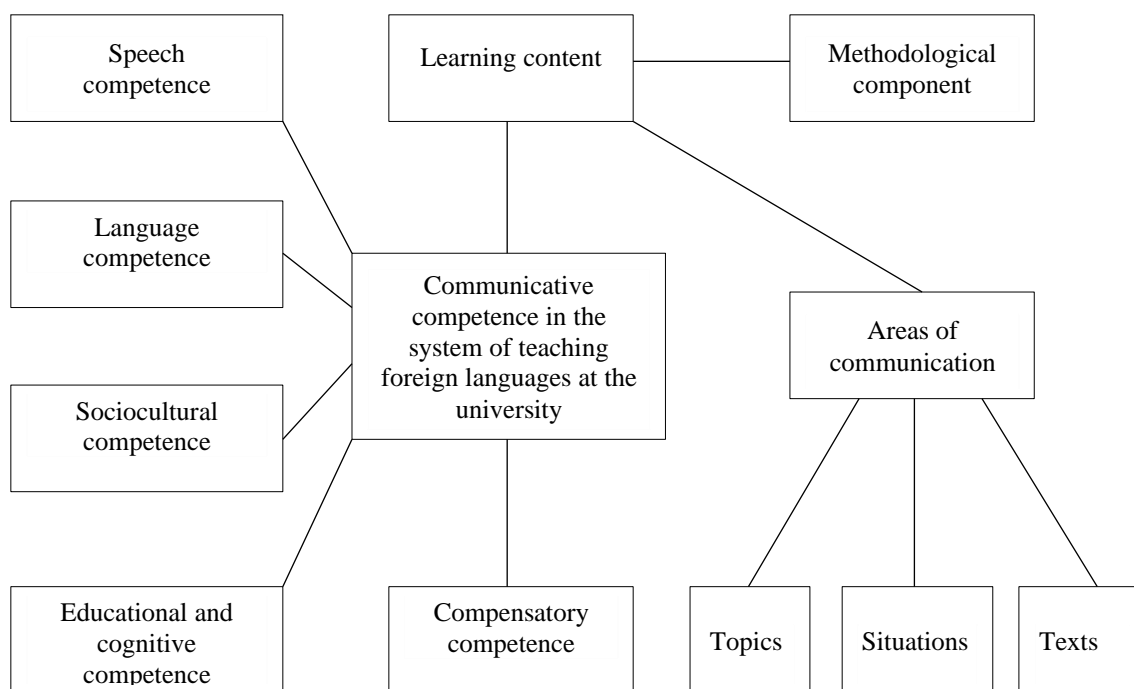 Speech
competence
Learning content
Methodological
component
Language
competence
Communicative
competence in the
system of teaching
foreign languages at the
university
Areas of
communication
Sociocultural
competence
Educational and
cognitive
competence
Compensatory
competence
Topics
Situations
Texts